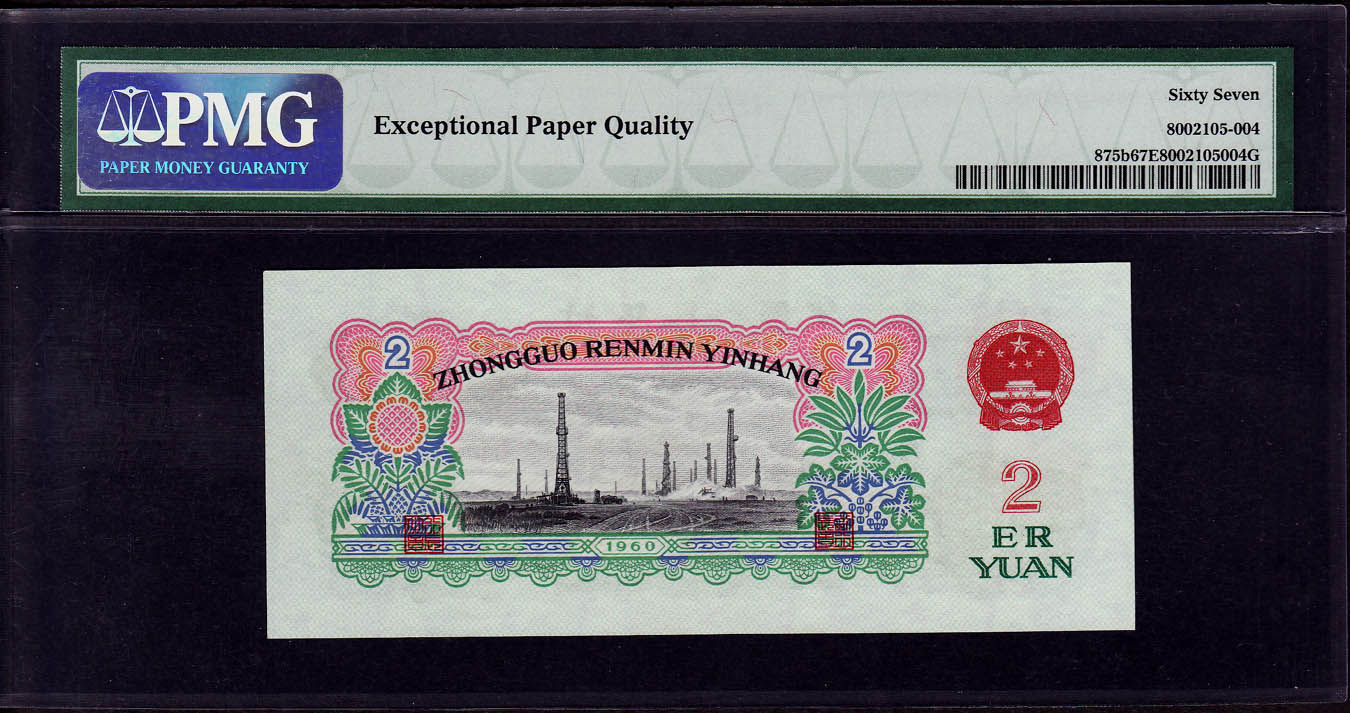 PMG
PAPER MONEY GUARANTY
Exceptional Paper Quality
Sixty Seven
8002105-004
875b67E8002105004G
2
ZHONGGUO RENMIN YINHANG
2
2
ER
YUAN
1960